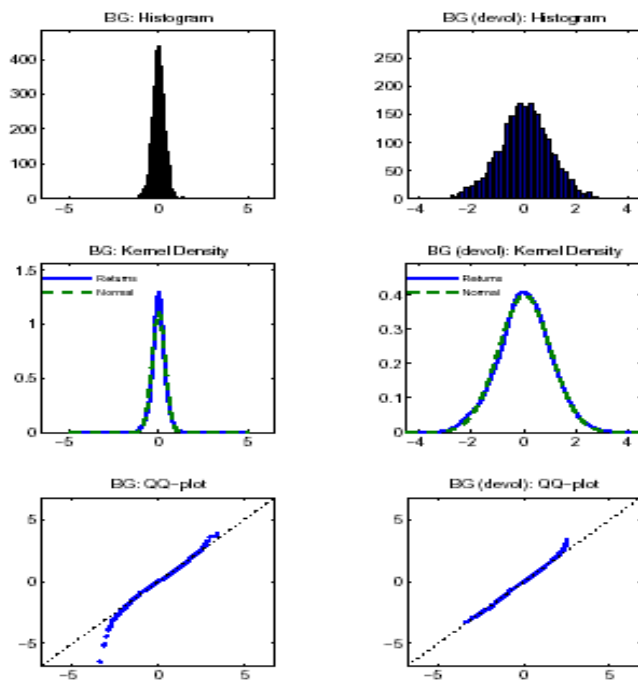 BG: Histogram
400
300
200
100
0
−5 0 5
BG (devol): Histogram
250
200
150
100
50
0
−4 −2 0 2 4
BG: Kernel Density
1.5
1
0.5
0
Returns
Normal
−5 0 5
BG (devol): Kernel Density
0.4
0.3
0.2
0.1
0
Returns
Normal
−4 −2 0 2 4
BG: QQ−plot
5
0
−5
−5 0 5
BG (devol): QQ−plot
5
0
−5
−5 0 5